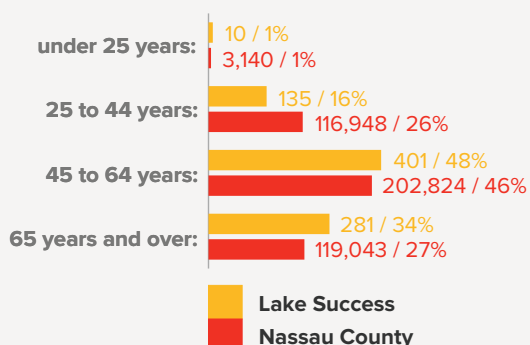 under 25 years: 10 / 1%
3,140 / 1%
25 to 44 years: 135 / 16%
116,948 / 26%
45 to 64 years: 401 / 48%
202,824 / 46%
65 years and over: 281 / 34%
119,043 / 27%
Lake Success
Nassau County